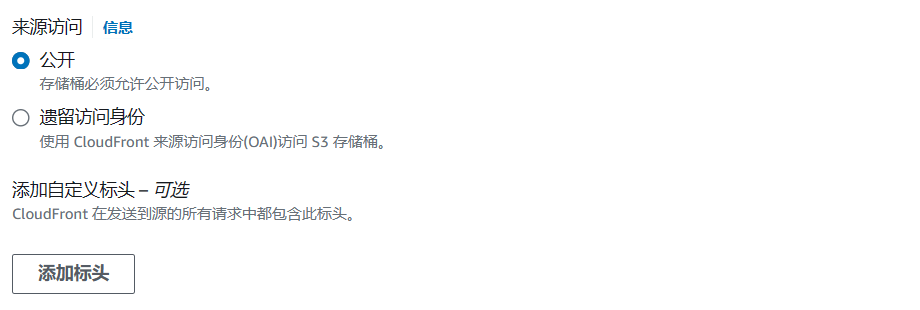 来源访问 信息
公开
存储桶必须允许公开访问。
遗留访问身份
使用 CloudFront 来源访问身份(OAI)访问 S3 存储桶。
添加自定义标头 – 可选
CloudFront 在发送到源的所有请求中都包含此标头。
添加标头